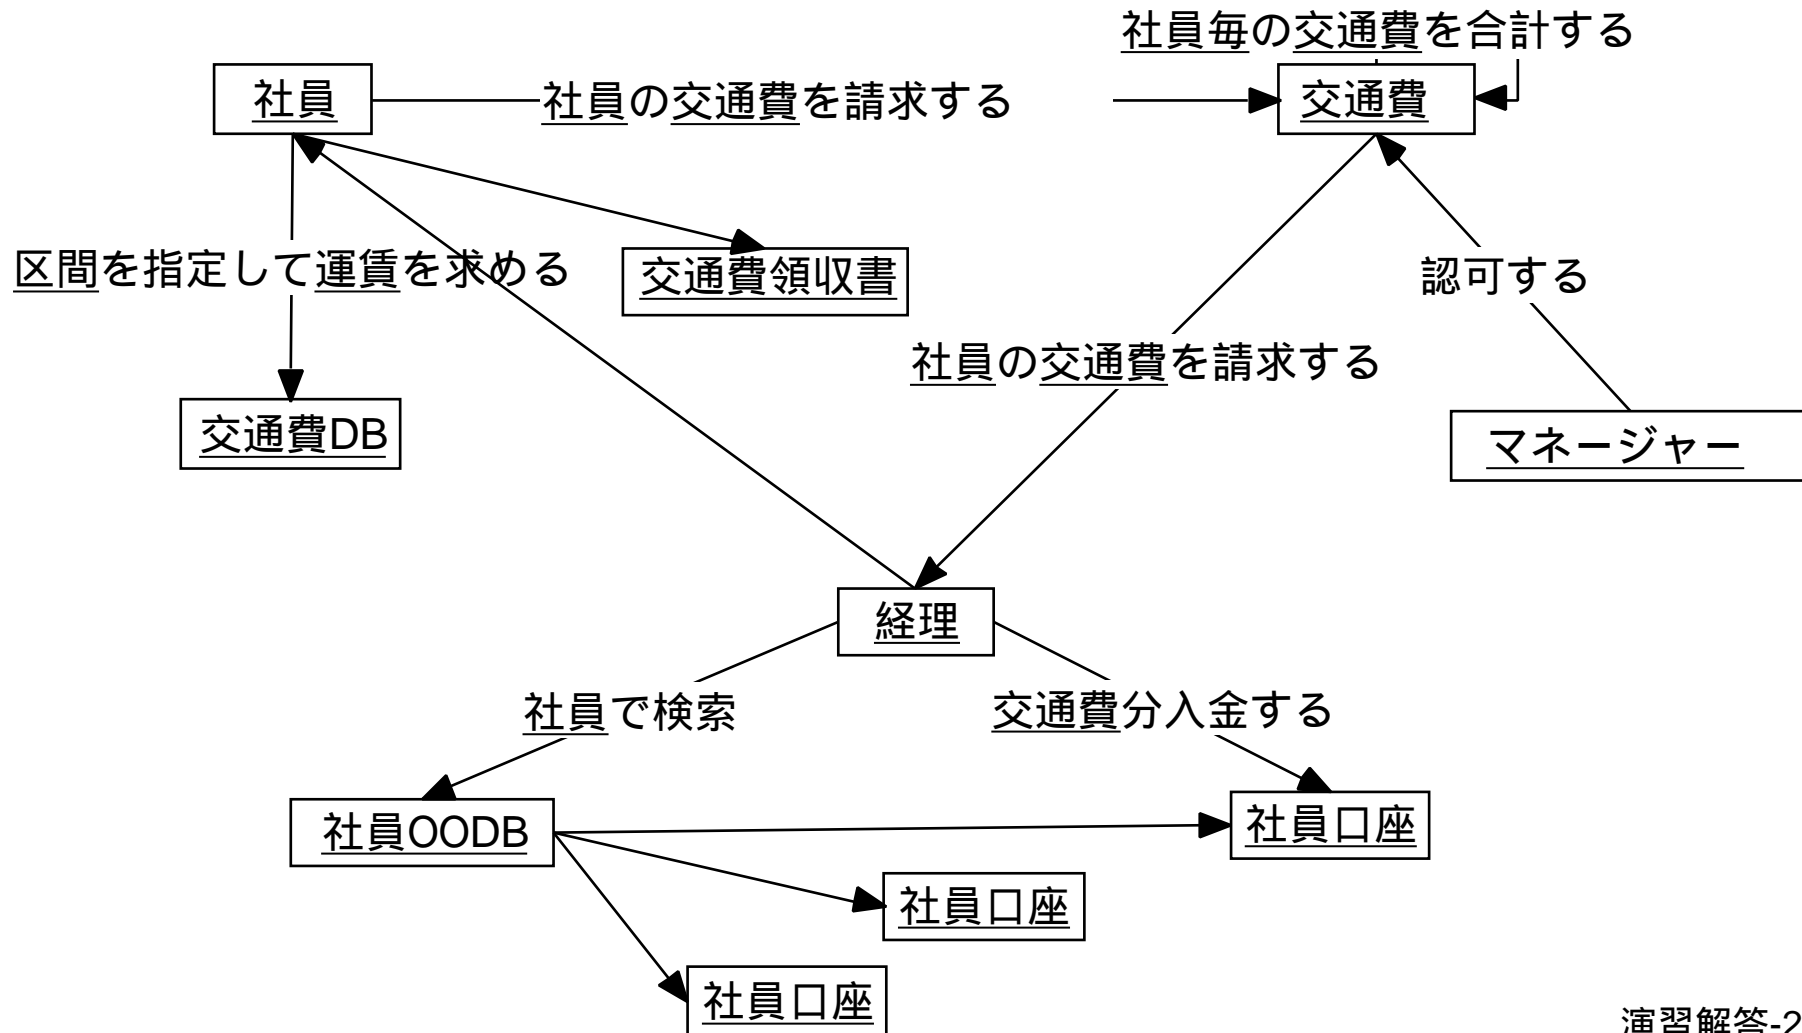 社員毎の交通費を合計する
社員
社員の交通費を請求する
交通費
区間を指定して運賃を求める
交通費領収書
認可する
社員の交通費を請求する
交通費DB
マネージャー
経理
社員で検索
交通費分入金する
社員OODB
社員口座
社員口座
社員口座
演習解答-2